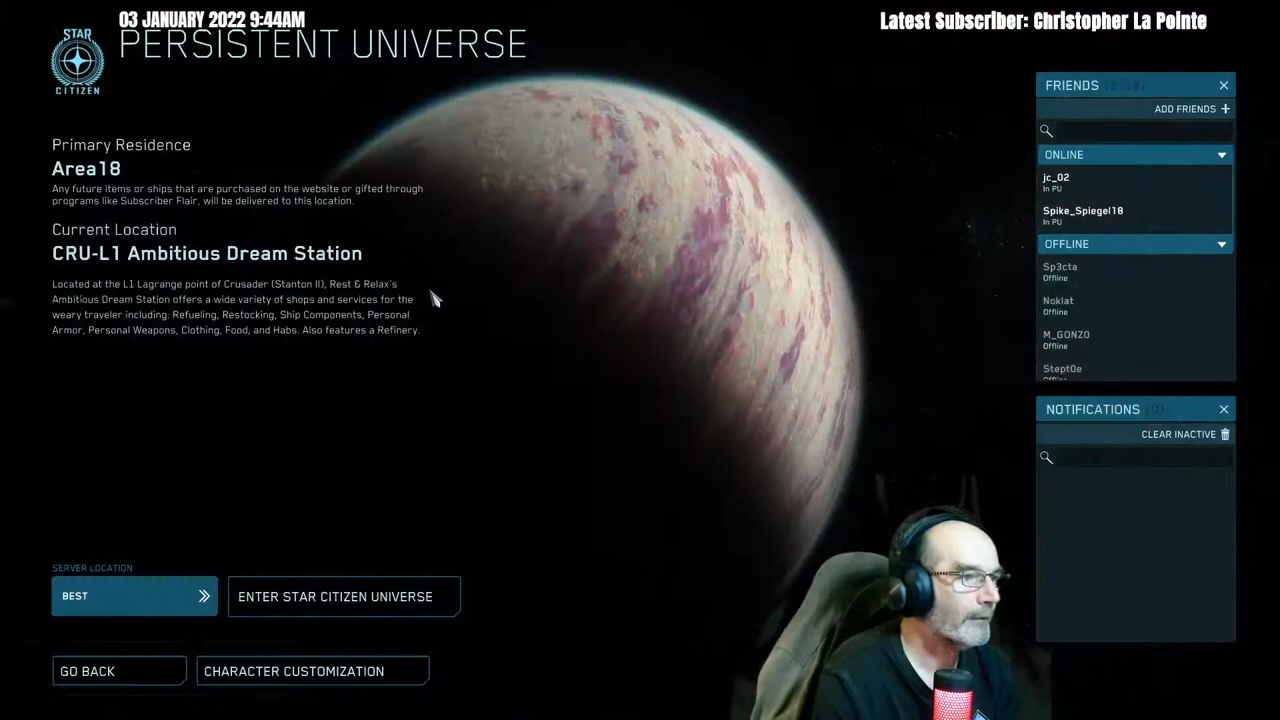 03 JANUARY 2022 9:44AM
Latest Subscriber: Christopher La Pointe
STAR
CITIZEN
PERSISTENT UNIVERSE
Primary Residence
Area18
Any future items or ships that are purchased on the website or gifted through
programs like Subscriber Flair, will be delivered to this location.
Current Location
CRU-L1 Ambitious Dream Station
Located at the L1 Lagrange point of Crusader (Stanton II), Rest & Relax's
Ambitious Dream Station offers a wide variety of shops and services for the
weary traveler including: Refueling, Restocking, Ship Components, Personal
Armor, Personal Weapons, Clothing, Food, and Habs. Also features a Refinery.
SERVER LOCATION
BEST
ENTER STAR CITIZEN UNIVERSE
GO BACK
CHARACTER CUSTOMIZATION
FRIENDS
ADD FRIENDS +
ONLINE
jc_02
In PU
Spike_Spiegel18
In PU
OFFLINE
Sp3cta
Offline
Noklat
Offline
M_GONZO
Offline
Stept0e
Offline
NOTIFICATIONS (0)
CLEAR INACTIVE